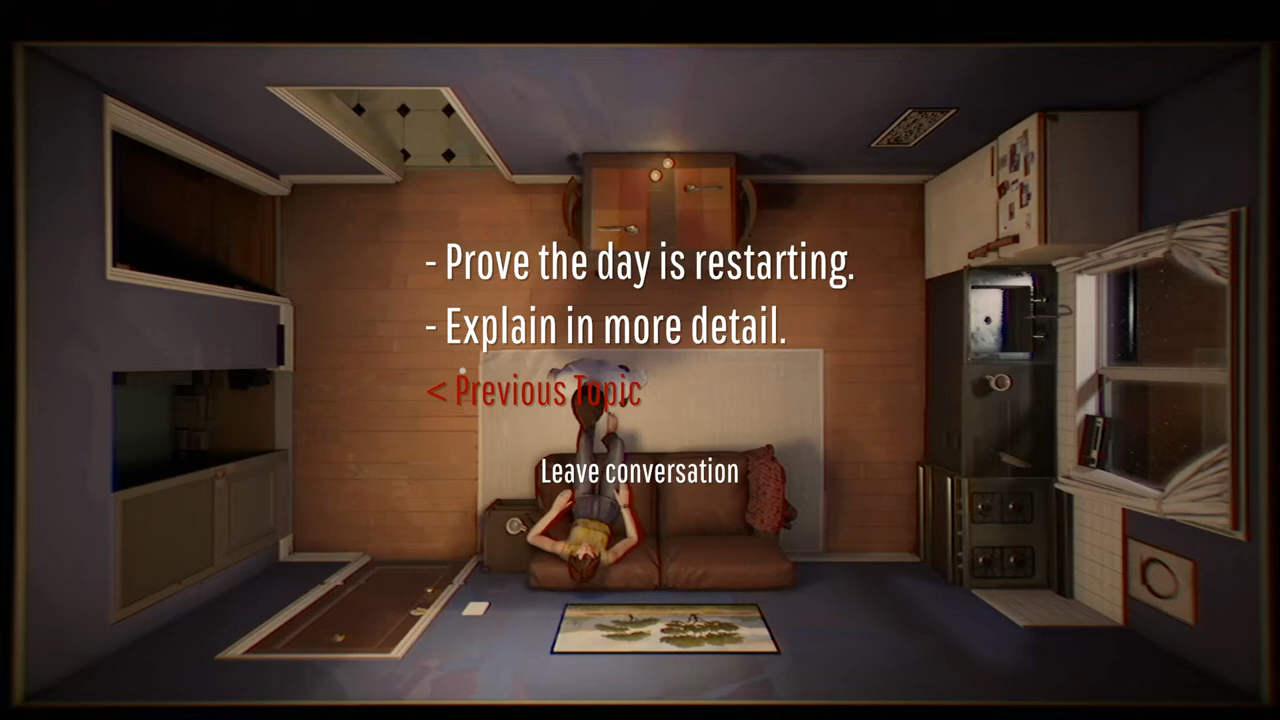 - Prove the day is restarting.
- Explain in more detail.
< Previous Topic
Leave conversation